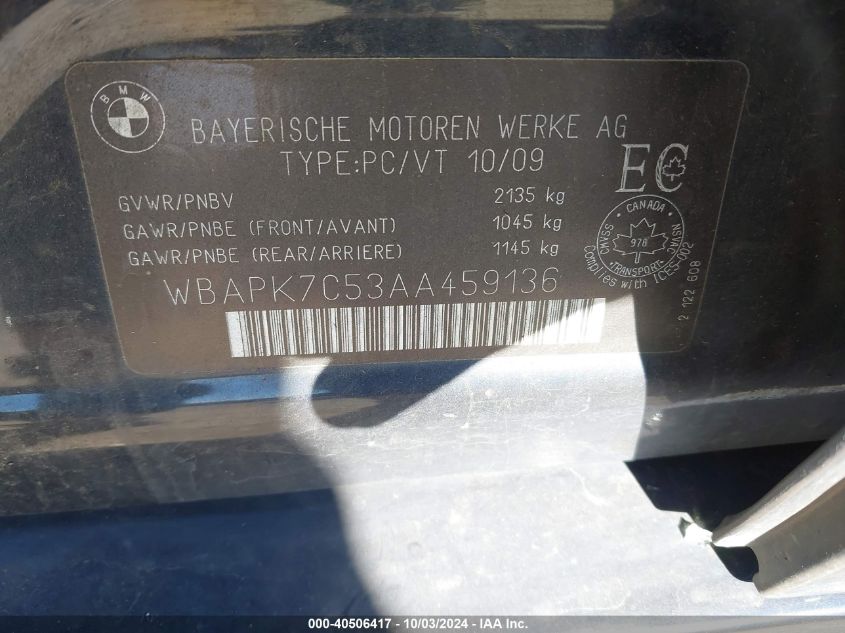 BMW
BAYERISCHE MOTOREN WERKE AG
TYPE:PC/VT 10/09
EC
GVWR/PNBV 2135 kg
GAWR/PNBE (FRONT/AVANT) 1045 kg
GAWR/PNBE (REAR/ARRIERE) 1145 kg
CANADA
978
TRANSPORT
CMVSS
NSVAC
Complies with ICES-002
2 122 608
WBAPK7C53AA459136
000-40506417 - 10/03/2024 - IAA Inc.